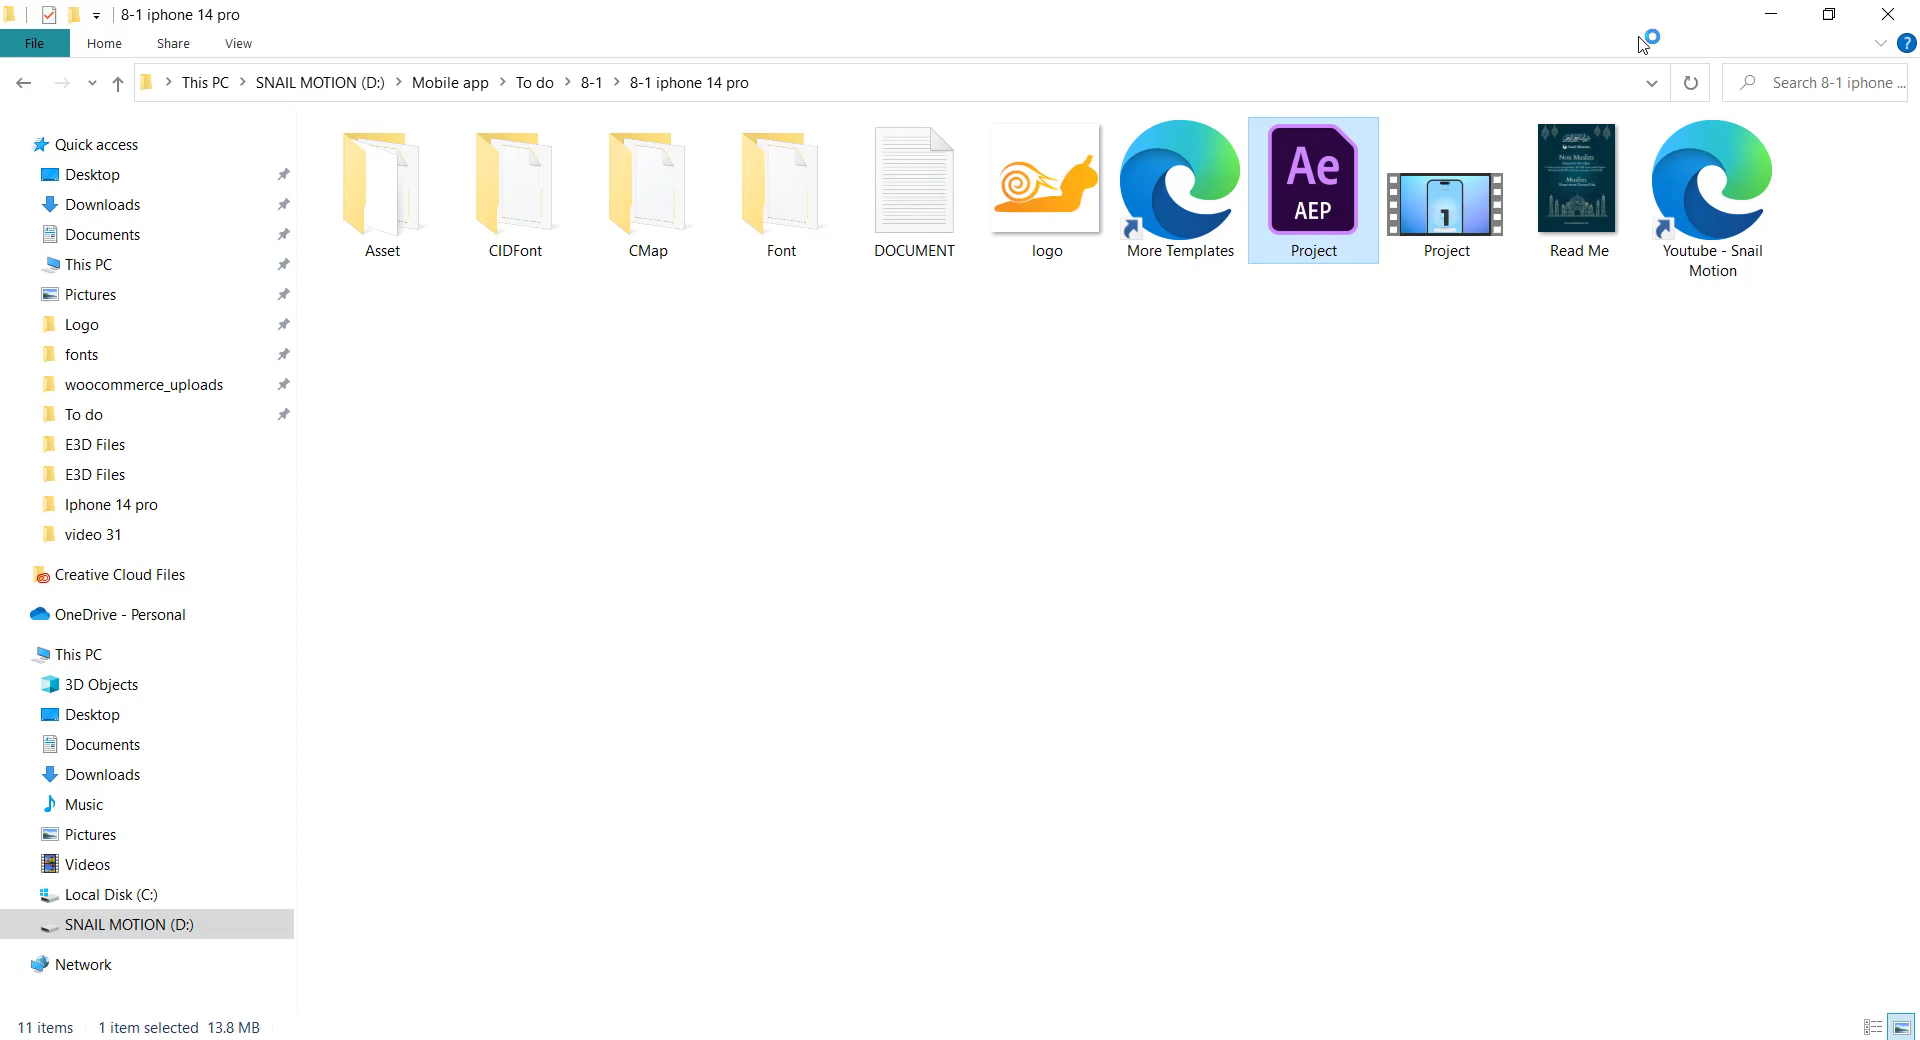 8-1 iphone 14 pro
File
Home
Share
View
?
This PC
SNAIL MOTION (D:)
Mobile app
To do
8-1
8-1 iphone 14 pro
Search 8-1 iphone ...
Quick access
Desktop
Downloads
Documents
This PC
Pictures
Logo
fonts
woocommerce_uploads
To do
E3D Files
E3D Files
Iphone 14 pro
video 31
Creative Cloud Files
OneDrive - Personal
This PC
3D Objects
Desktop
Documents
Downloads
Music
Pictures
Videos
Local Disk (C:)
SNAIL MOTION (D:)
Network
Asset
CIDFont
CMap
Font
DOCUMENT
logo
More Templates
Ae
AEP
Project
1
Project
Non Muslim
Muslim
Read Me
Youtube - Snail
Motion
11 items
1 item selected 13.8 MB